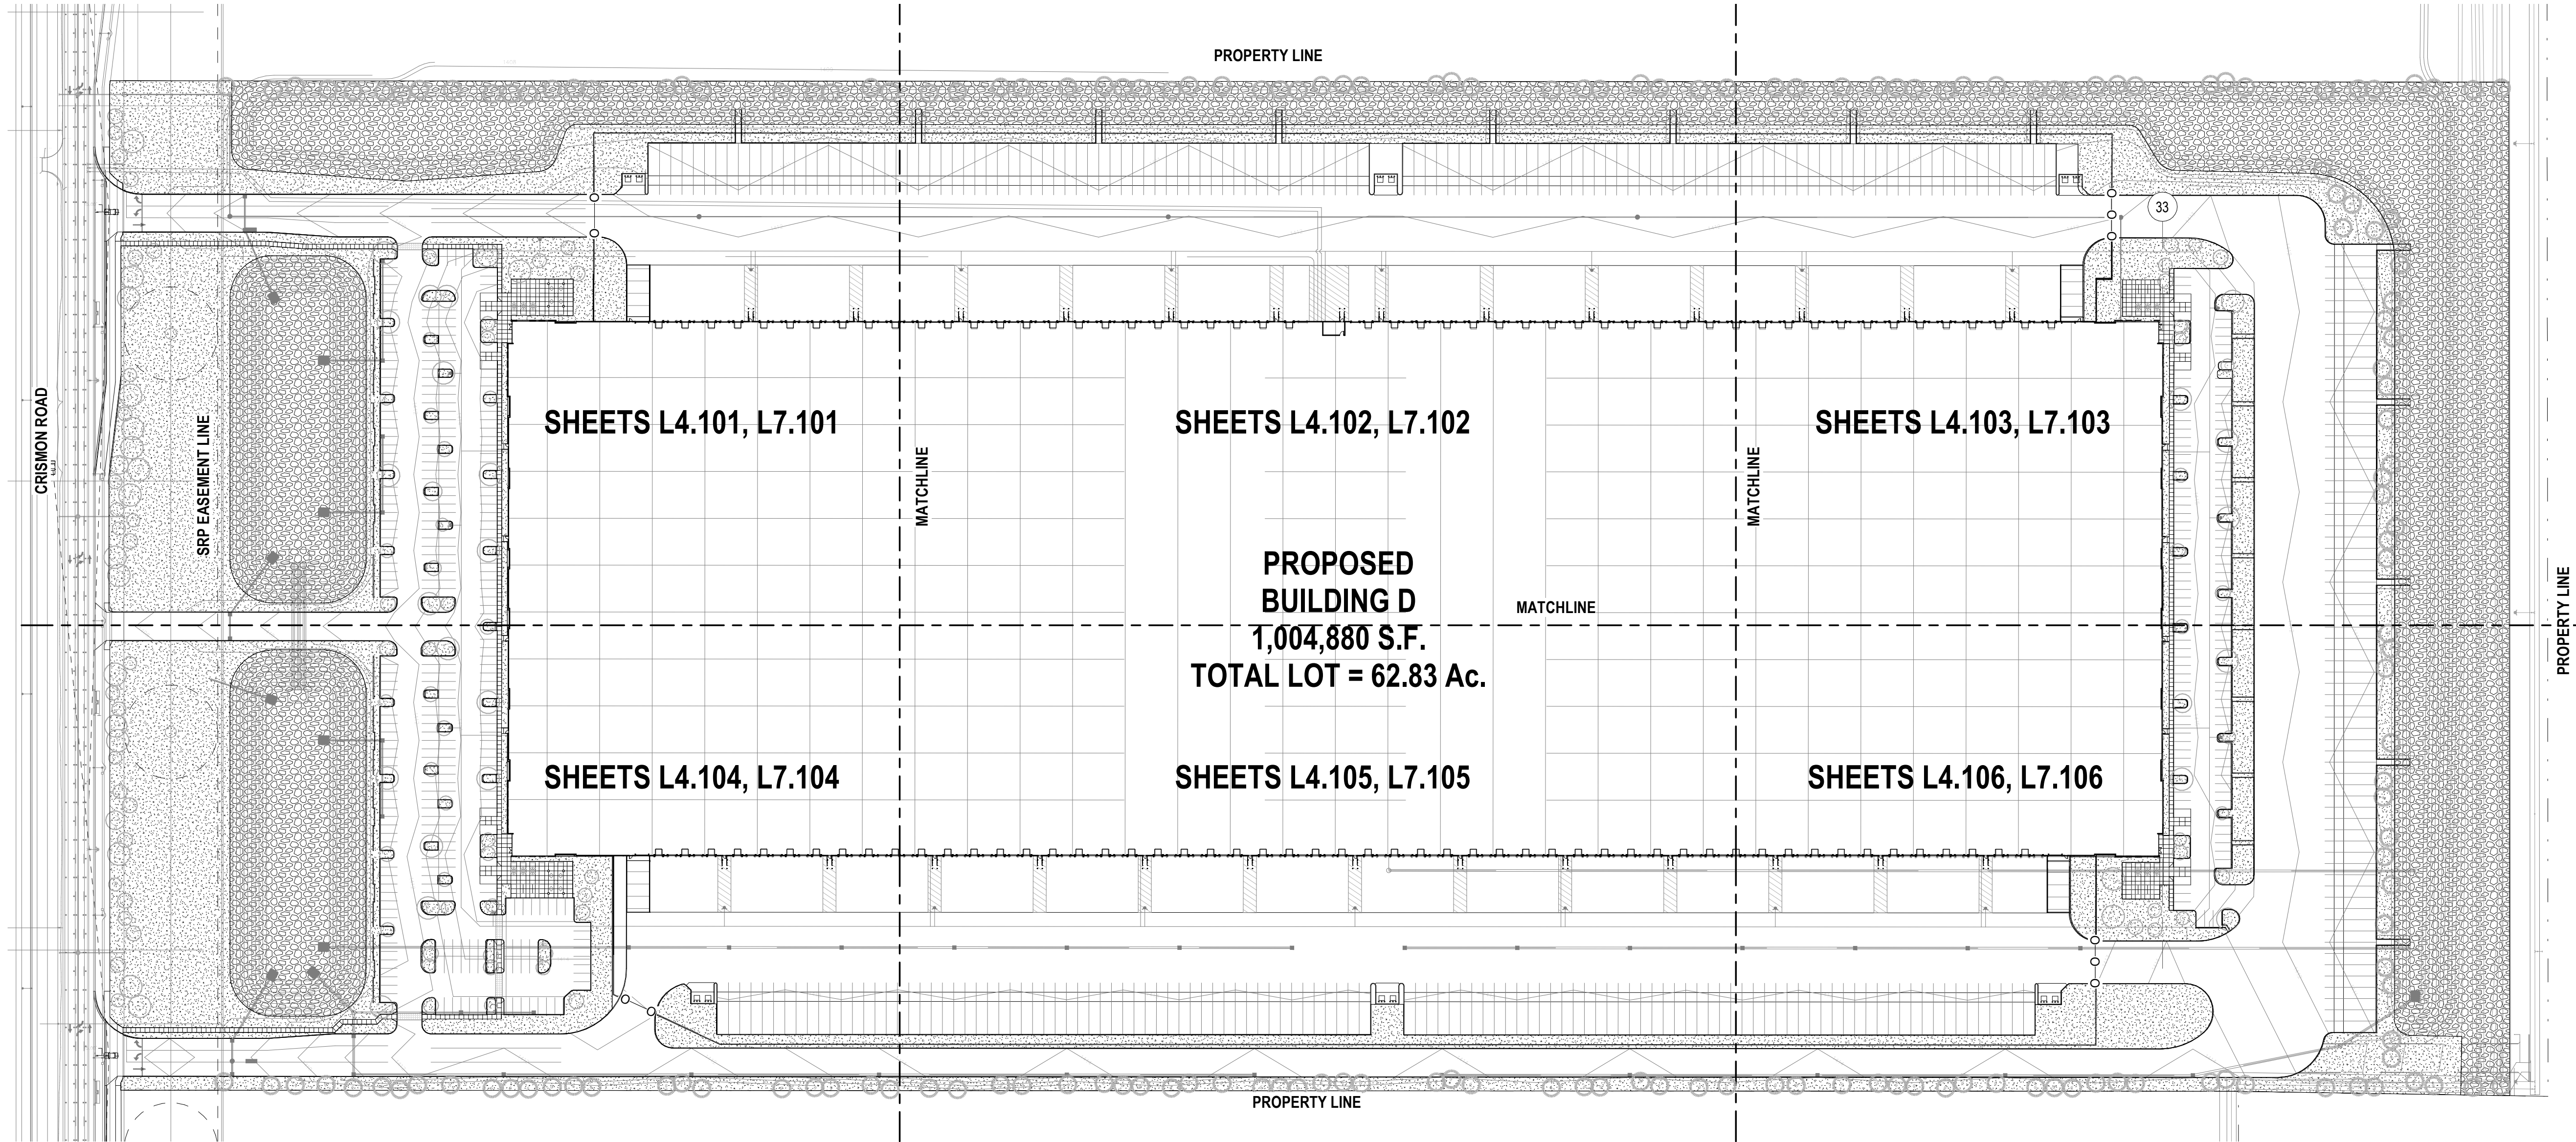 PROPERTY LINE
33
CRISMON ROAD
SRP EASEMENT LINE
SHEETS L4.101, L7.101
SHEETS L4.102, L7.102
SHEETS L4.103, L7.103
MATCHLINE
MATCHLINE
PROPOSED
BUILDING D
1,004,880 S.F.
TOTAL LOT = 62.83 Ac.
MATCHLINE
PROPERTY LINE
SHEETS L4.104, L7.104
SHEETS L4.105, L7.105
SHEETS L4.106, L7.106
PROPERTY LINE